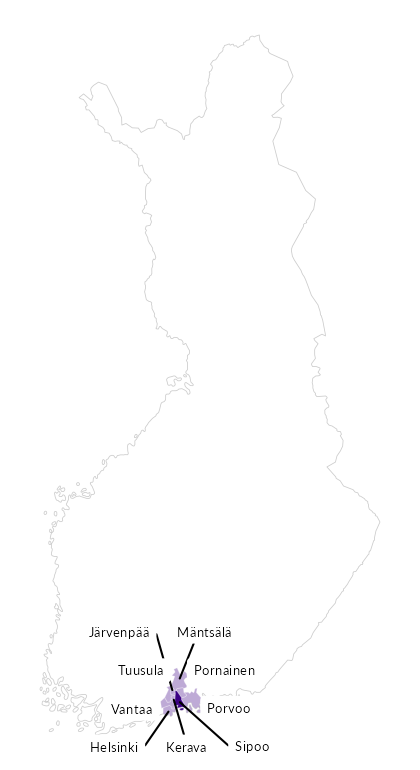 Järvenpää Mäntsälä
Tuusula Pornainen
Vantaa Porvoo
Helsinki Kerava Sipoo